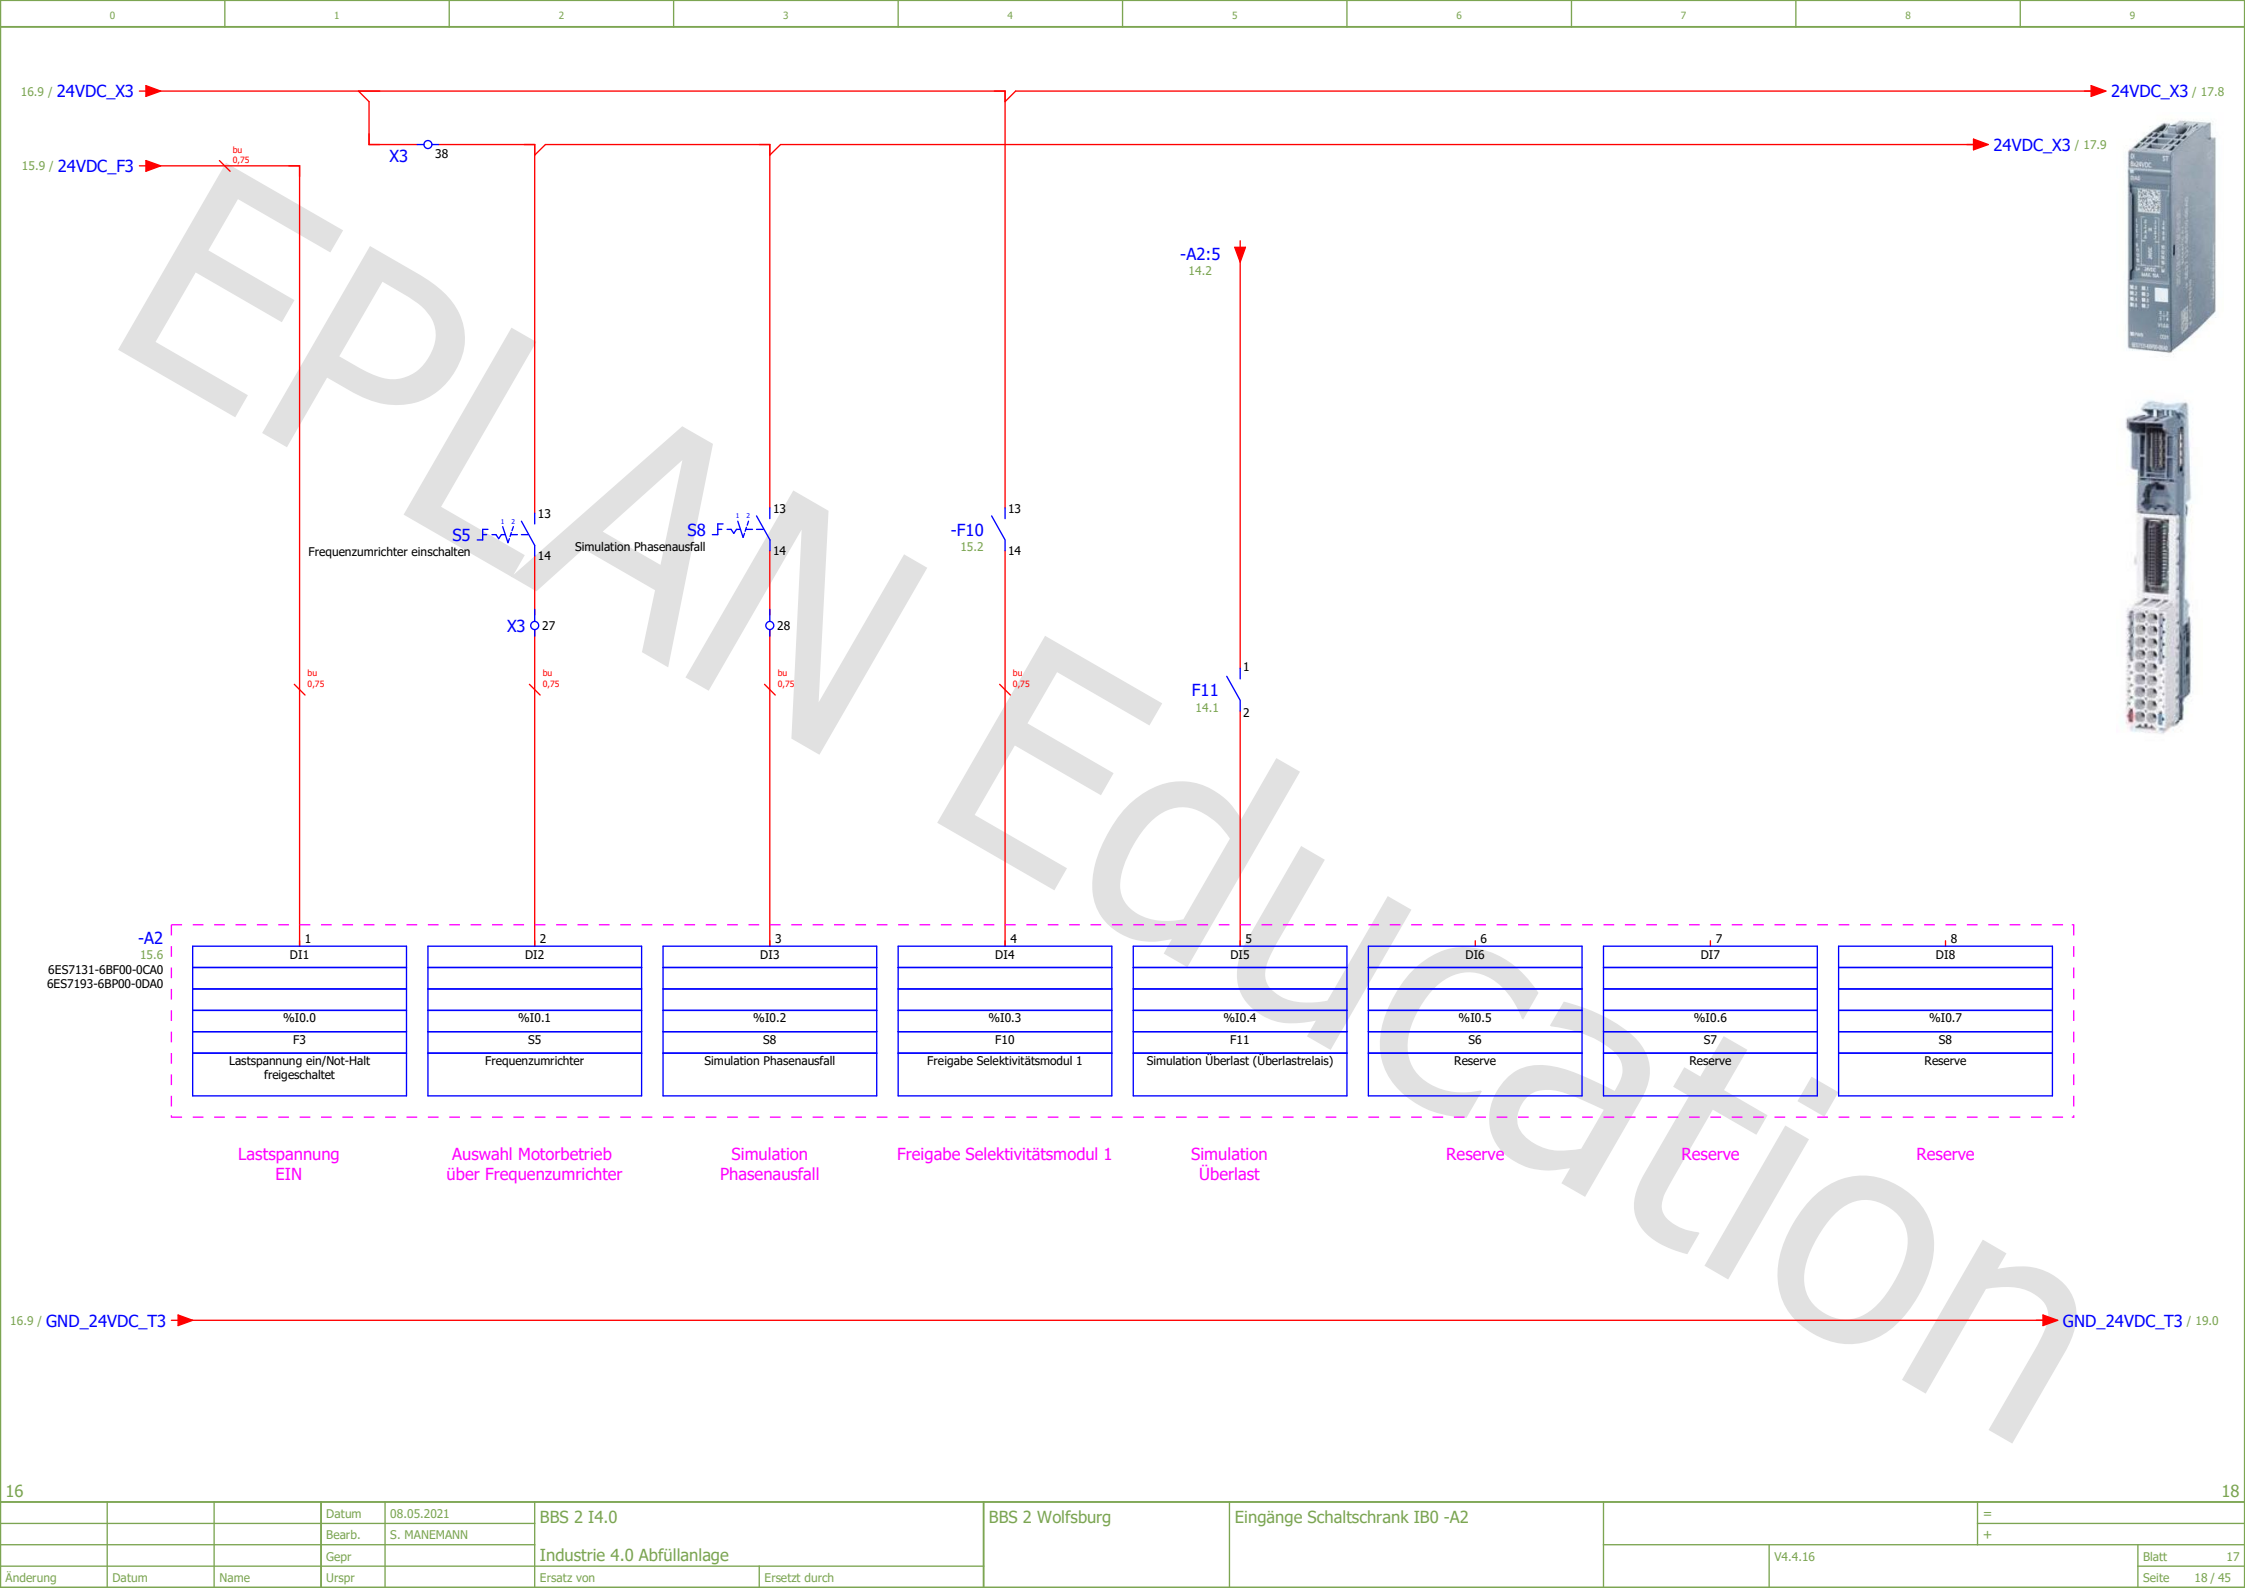 0 1 2 3 4 5 6 7 8 9
16.9 / 24VDC_X3
24VDC_X3 / 17.8
X3 38
24VDC_X3 / 17.9
15.9 / 24VDC_F3
bu
0,75
-A2:5
14.2
EPLAN Education
13
S5
1 2
14
Frequenzumrichter einschalten
13
S8
1 2
14
Simulation Phasenausfall
13
-F10
15.2
14
X3 27
28
bu
0,75
bu
0,75
bu
0,75
bu
0,75
1
F11
14.1
2
-A2
15.6
6ES7131-6BF00-0CA0
6ES7193-6BP00-0DA0
1 2 3 4 5 6 7 8
DI1 DI2 DI3 DI4 DI5 DI6 DI7 DI8
%I0.0 %I0.1 %I0.2 %I0.3 %I0.4 %I0.5 %I0.6 %I0.7
F3 S5 S8 F10 F11 S6 S7 S8
Lastspannung ein/Not-Halt
freigeschaltet
Frequenzumrichter
Simulation Phasenausfall
Freigabe Selektivitätsmodul 1
Simulation Überlast (Überlastrelais)
Reserve
Reserve
Reserve
Lastspannung
EIN
Auswahl Motorbetrieb
über Frequenzumrichter
Simulation
Phasenausfall
Freigabe Selektivitätsmodul 1
Simulation
Überlast
Reserve
Reserve
Reserve
16.9 / GND_24VDC_T3
GND_24VDC_T3 / 19.0
16
18
Datum 08.05.2021
Bearb. S. MANEMANN
Gepr
Änderung Datum Name Urspr
BBS 2 I4.0
Industrie 4.0 Abfüllanlage
Ersatz von
Ersetzt durch
BBS 2 Wolfsburg
Eingänge Schaltschrank IB0 -A2
=
+
V4.4.16
Blatt 17
Seite 18 / 45